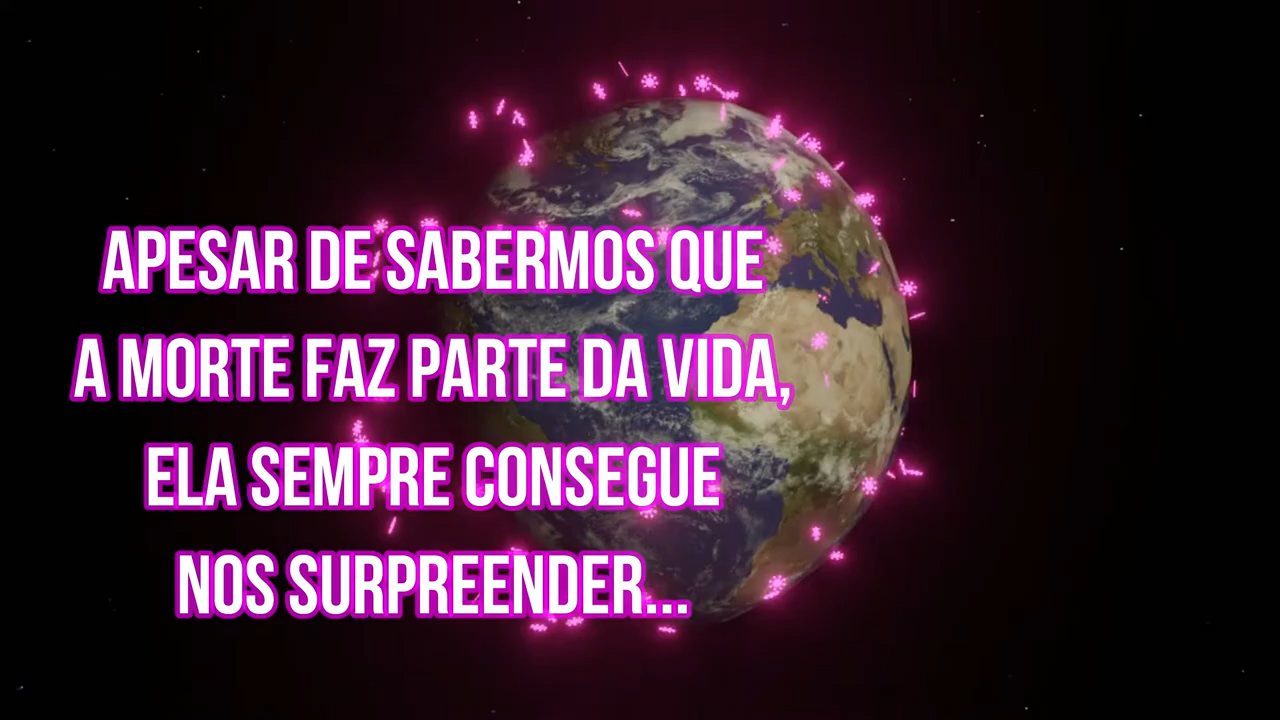 APESAR DE SABERMOS QUE
A MORTE FAZ PARTE DA VIDA,
ELA SEMPRE CONSEGUE
NOS SURPREENDER...